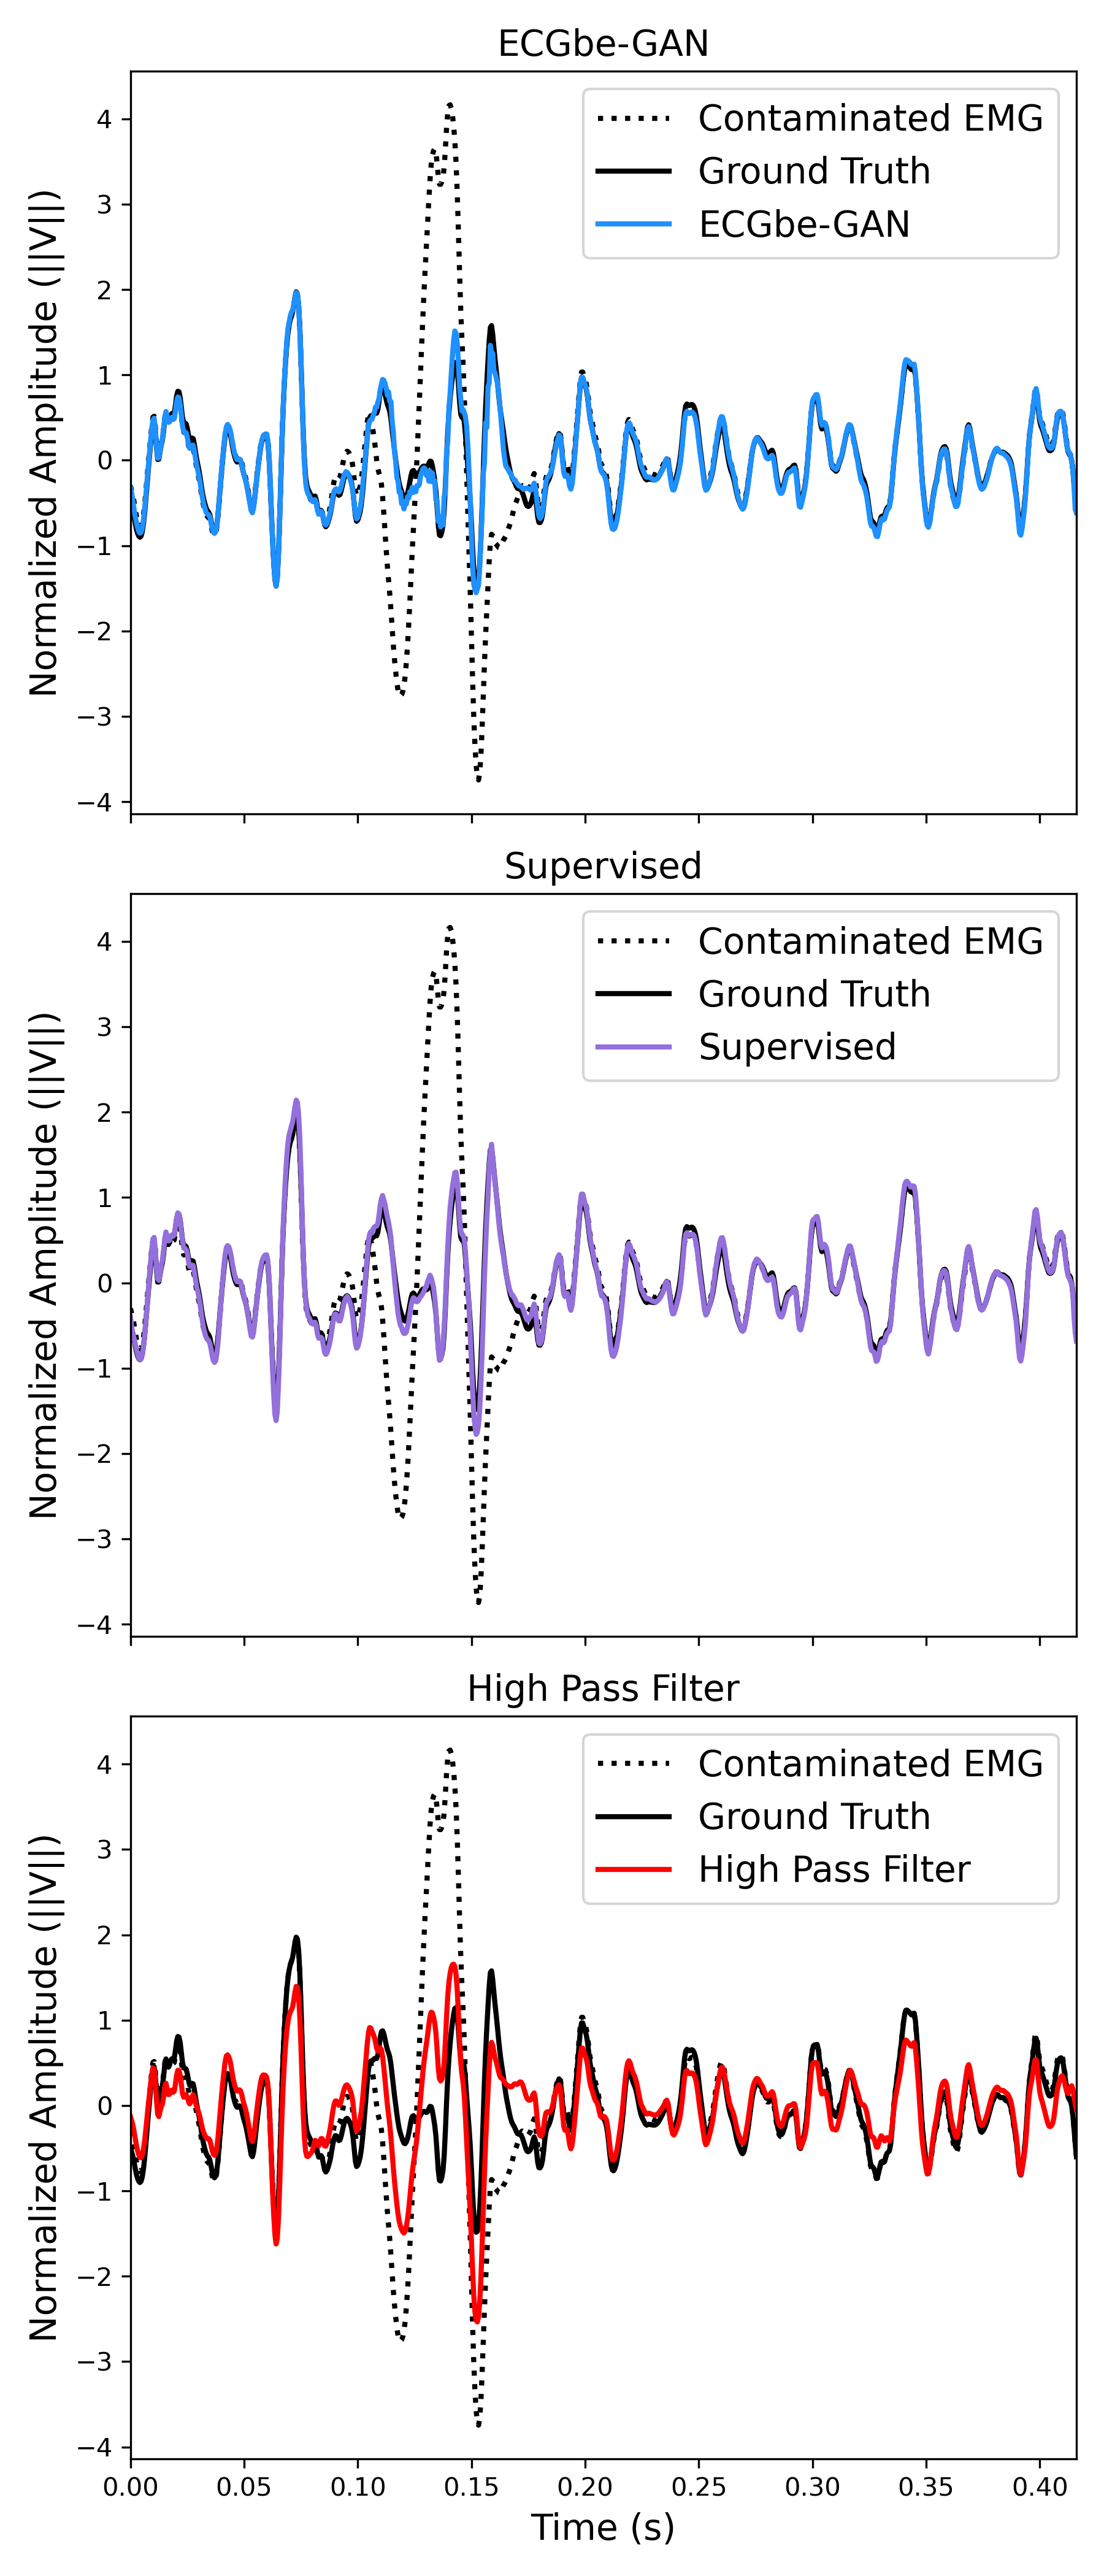 ECGbe-GAN
Normalized Amplitude (||V||)
4
3
2
1
0
−1
−2
−3
−4
Contaminated EMG
Ground Truth
ECGbe-GAN
Supervised
Normalized Amplitude (||V||)
4
3
2
1
0
−1
−2
−3
−4
Contaminated EMG
Ground Truth
Supervised
High Pass Filter
Normalized Amplitude (||V||)
4
3
2
1
0
−1
−2
−3
−4
Contaminated EMG
Ground Truth
High Pass Filter
0.00 0.05 0.10 0.15 0.20 0.25 0.30 0.35 0.40
Time (s)